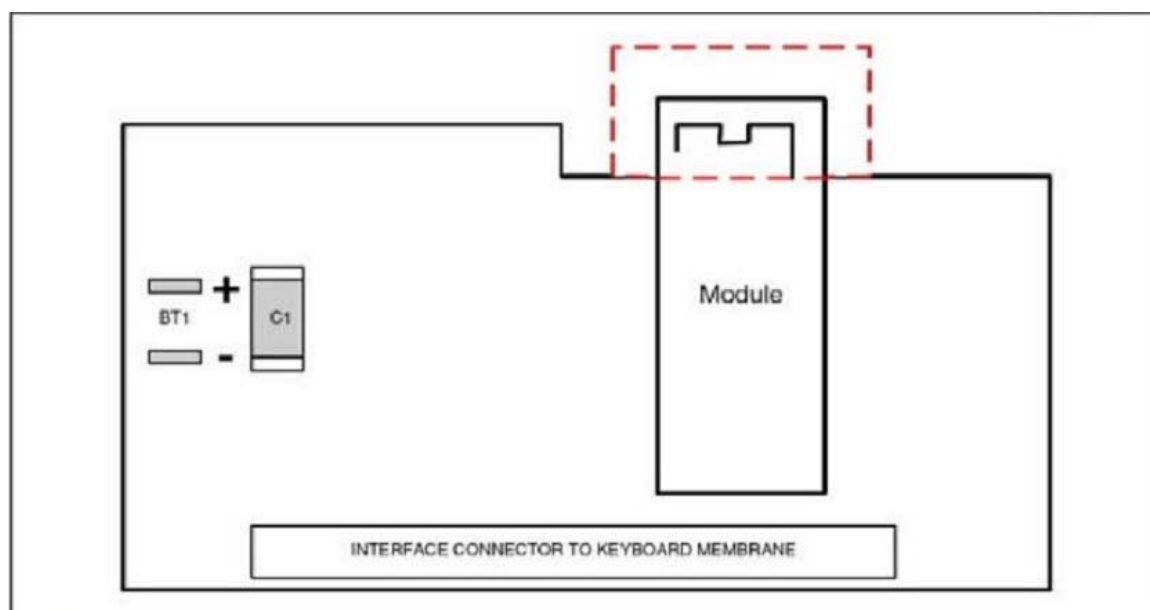 Module
+
BT1
C1
-
INTERFACE CONNECTOR TO KEYBOARD MEMBRANE